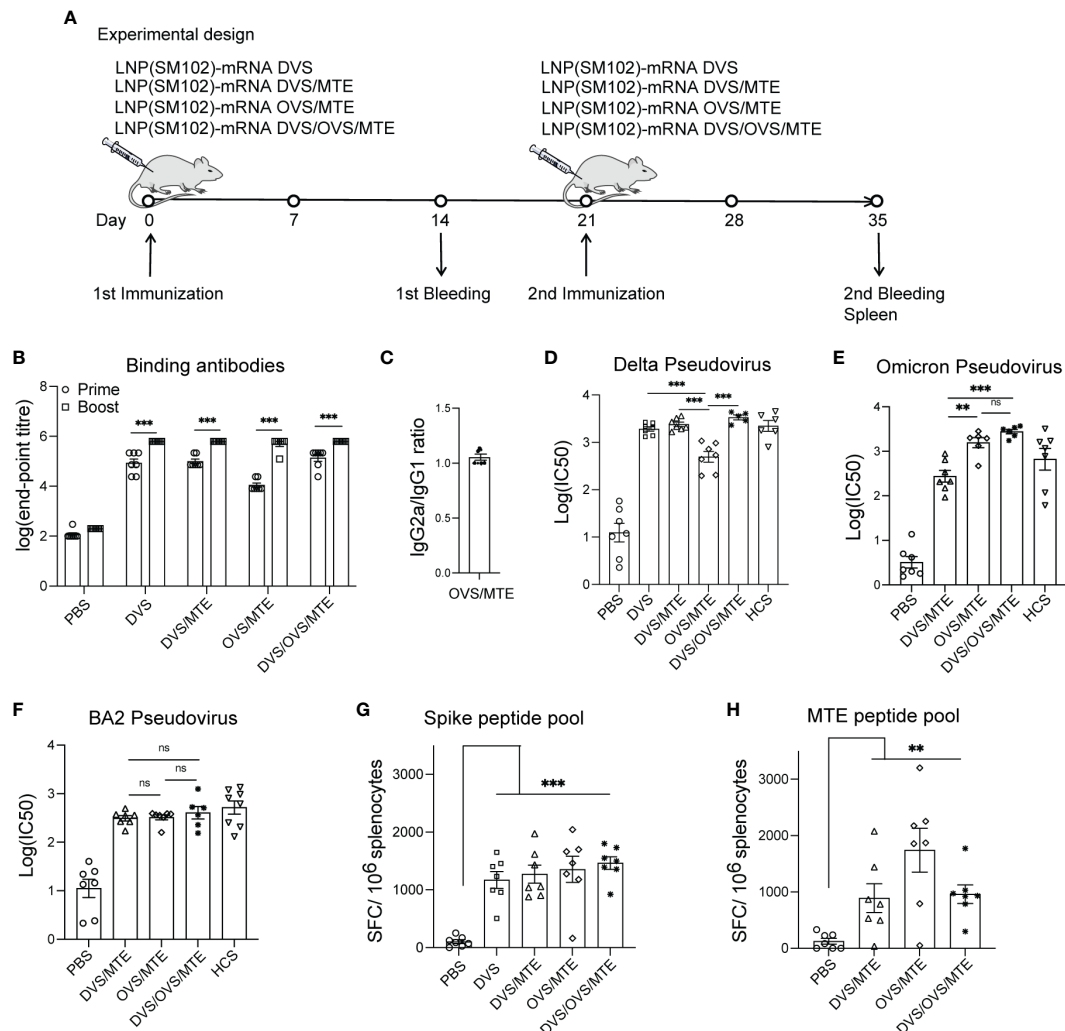 A
Experimental design
LNP(SM102)-mRNA DVS
LNP(SM102)-mRNA DVS/MTE
LNP(SM102)-mRNA OVS/MTE
LNP(SM102)-mRNA DVS/OVS/MTE
LNP(SM102)-mRNA DVS
LNP(SM102)-mRNA DVS/MTE
LNP(SM102)-mRNA OVS/MTE
LNP(SM102)-mRNA DVS/OVS/MTE
Day 0 7 14 21 28 35
1st Immunization
1st Bleeding
2nd Immunization
2nd Bleeding
Spleen
B
Binding antibodies
Prime
Boost
log(end-point titre)
8
6
4
2
0
*** *** *** ***
PBS
DVS
DVS/MTE
OVS/MTE
DVS/OVS/MTE
C
IgG2a/IgG1 ratio
1.5
1.0
0.5
0.0
OVS/MTE
D
Delta Pseudovirus
Log(IC50)
4
3
2
1
0
***
*** ***
PBS
DVS
DVS/MTE
OVS/MTE
DVS/OVS/MTE
HCS
E
Omicron Pseudovirus
Log(IC50)
4
3
2
1
0
***
** ns
PBS
DVS/MTE
OVS/MTE
DVS/OVS/MTE
HCS
F
BA2 Pseudovirus
Log(IC50)
4
3
2
1
0
ns
ns ns
PBS
DVS/MTE
OVS/MTE
DVS/OVS/MTE
HCS
G
Spike peptide pool
SFC/ 10⁶ splenocytes
3000
2000
1000
0
***
PBS
DVS
DVS/MTE
OVS/MTE
DVS/OVS/MTE
H
MTE peptide pool
SFC/ 10⁶ splenocytes
3000
2000
1000
0
**
PBS
DVS/MTE
OVS/MTE
DVS/OVS/MTE